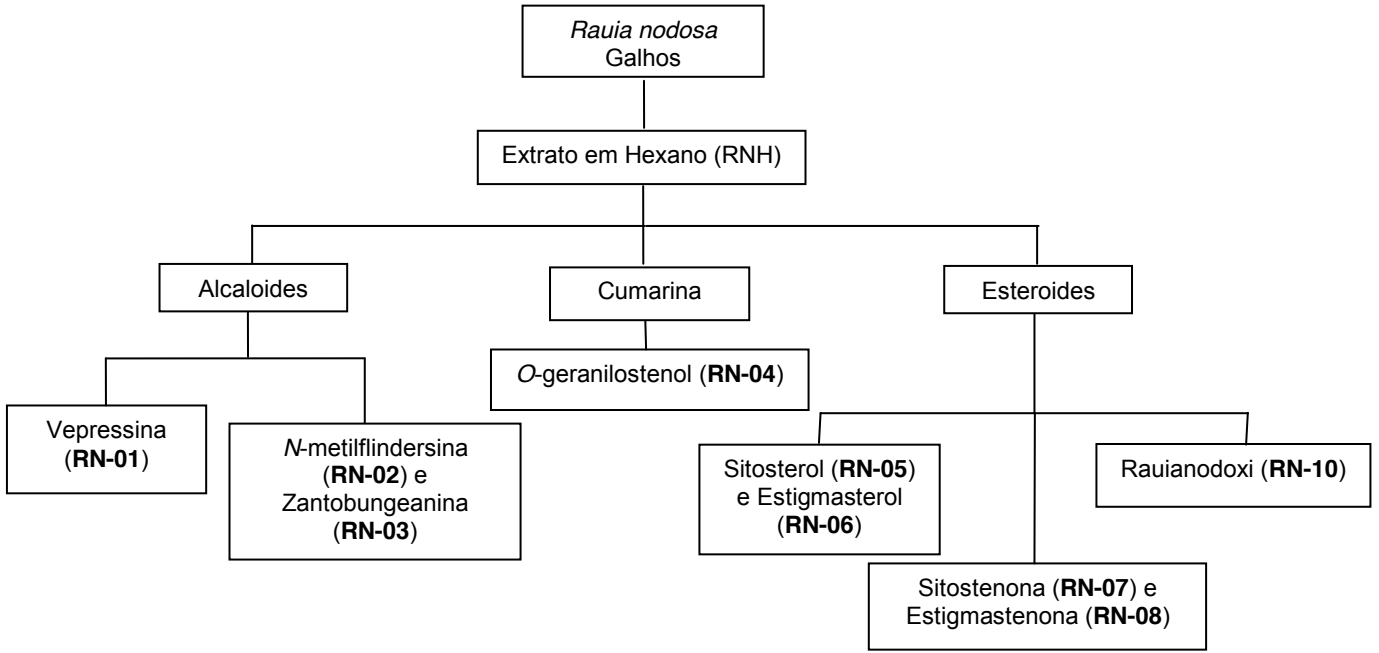 Rauia nodosa
Galhos
Extrato em Hexano (RNH)
Alcaloides
Cumarina
Esteroides
O-geranilostenol (RN-04)
Vepressina
(RN-01)
N-metilflindersina
(RN-02) e
Zantobungeanina
(RN-03)
Sitosterol (RN-05)
e Estigmasterol
(RN-06)
Rauianodoxi (RN-10)
Sitostenona (RN-07) e
Estigmastenona (RN-08)